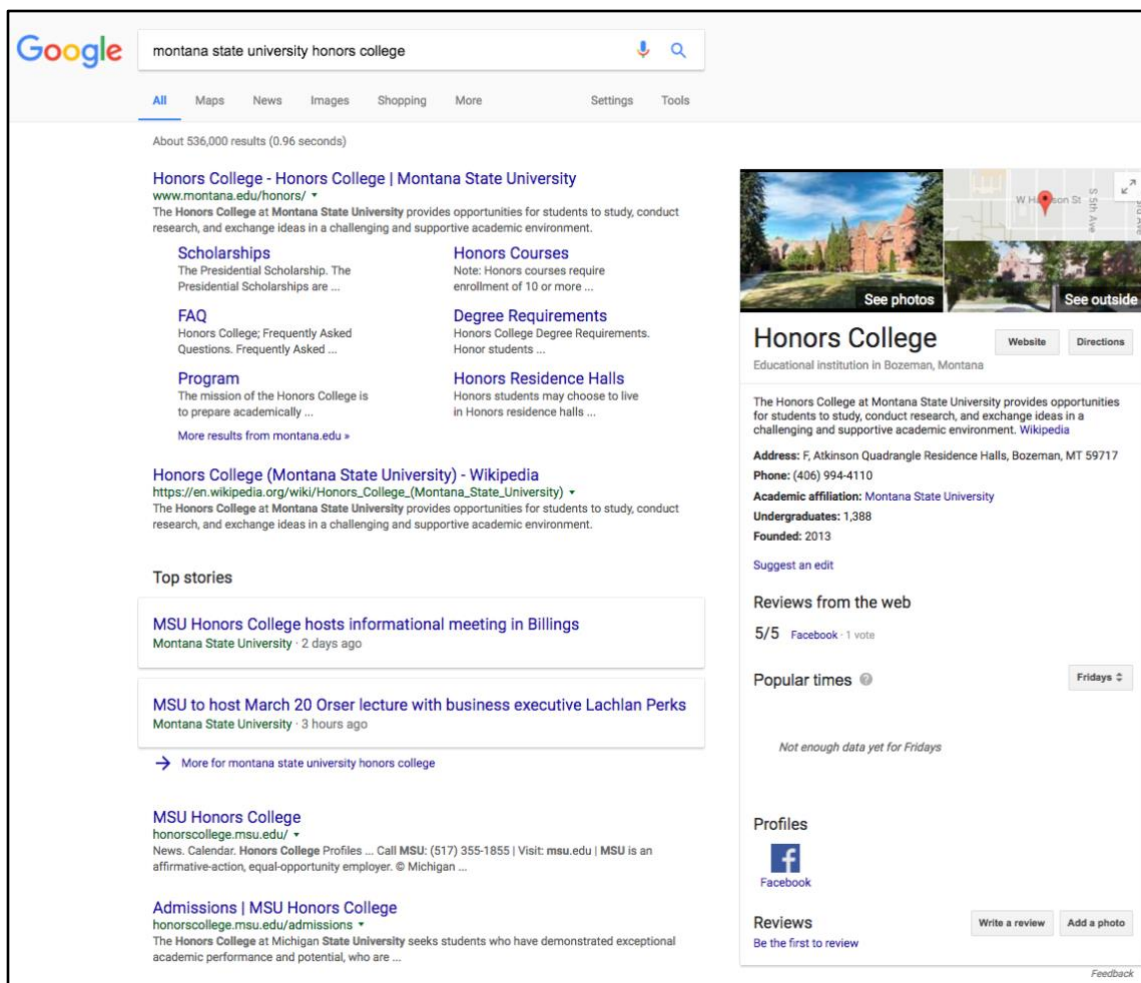 Google
montana state university honors college
All Maps News Images Shopping More Settings Tools
About 536,000 results (0.96 seconds)
Honors College - Honors College | Montana State University
www.montana.edu/honors/
The Honors College at Montana State University provides opportunities for students to study, conduct
research, and exchange ideas in a challenging and supportive academic environment.
Scholarships
The Presidential Scholarship. The
Presidential Scholarships are ...
Honors Courses
Note: Honors courses require
enrollment of 10 or more ...
FAQ
Honors College; Frequently Asked
Questions. Frequently Asked ...
Degree Requirements
Honors College Degree Requirements.
Honor students ...
Program
The mission of the Honors College is
to prepare academically ...
Honors Residence Halls
Honors students may choose to live
in Honors residence halls ...
More results from montana.edu »
Honors College (Montana State University) - Wikipedia
https://en.wikipedia.org/wiki/Honors_College_(Montana_State_University)
The Honors College at Montana State University provides opportunities for students to study, conduct
research, and exchange ideas in a challenging and supportive academic environment.
Top stories
MSU Honors College hosts informational meeting in Billings
Montana State University · 2 days ago
MSU to host March 20 Orser lecture with business executive Lachlan Perks
Montana State University · 3 hours ago
→ More for montana state university honors college
MSU Honors College
honorscollege.msu.edu/
News. Calendar. Honors College Profiles ... Call MSU: (517) 355-1855 | Visit: msu.edu | MSU is an
affirmative-action, equal-opportunity employer. © Michigan ...
Admissions | MSU Honors College
honorscollege.msu.edu/admissions
The Honors College at Michigan State University seeks students who have demonstrated exceptional
academic performance and potential, who are ...
W St
S 5th Ave
Ave
See photos
See outside
Honors College
Website
Directions
Educational institution in Bozeman, Montana
The Honors College at Montana State University provides opportunities
for students to study, conduct research, and exchange ideas in a
challenging and supportive academic environment. Wikipedia
Address: F, Atkinson Quadrangle Residence Halls, Bozeman, MT 59717
Phone: (406) 994-4110
Academic affiliation: Montana State University
Undergraduates: 1,388
Founded: 2013
Suggest an edit
Reviews from the web
5/5 Facebook · 1 vote
Popular times
Fridays
Not enough data yet for Fridays
Profiles
Facebook
Reviews
Write a review
Add a photo
Be the first to review
Feedback